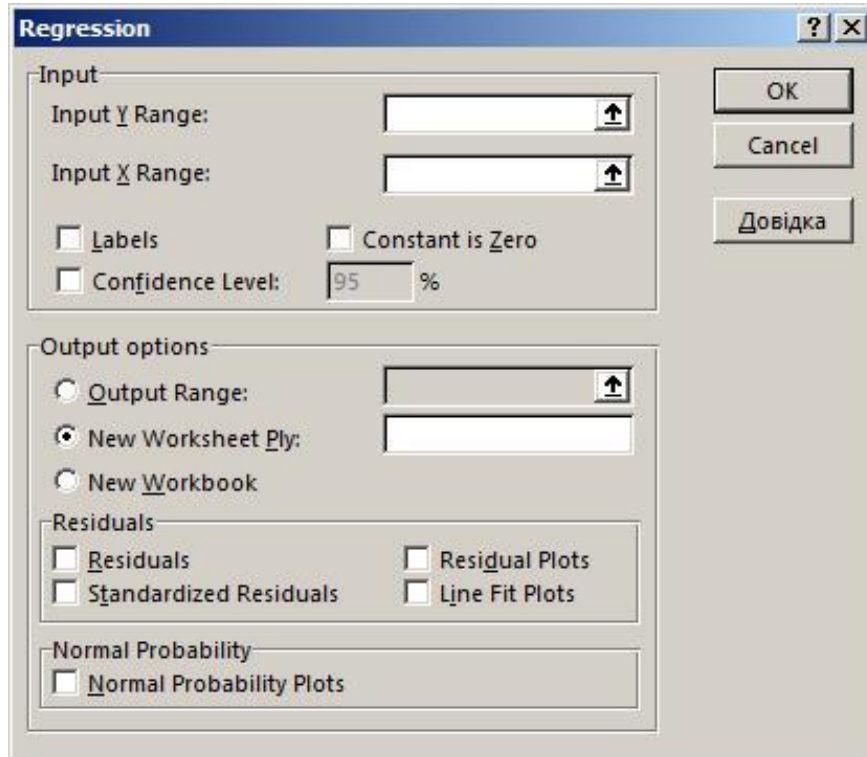 Regression
Input
OK
Input Y Range:
Cancel
Input X Range:
Довідка
Labels
Constant is Zero
Confidence Level:
95 %
Output options
Output Range:
New Worksheet Ply:
New Workbook
Residuals
Residuals
Residual Plots
Standardized Residuals
Line Fit Plots
Normal Probability
Normal Probability Plots